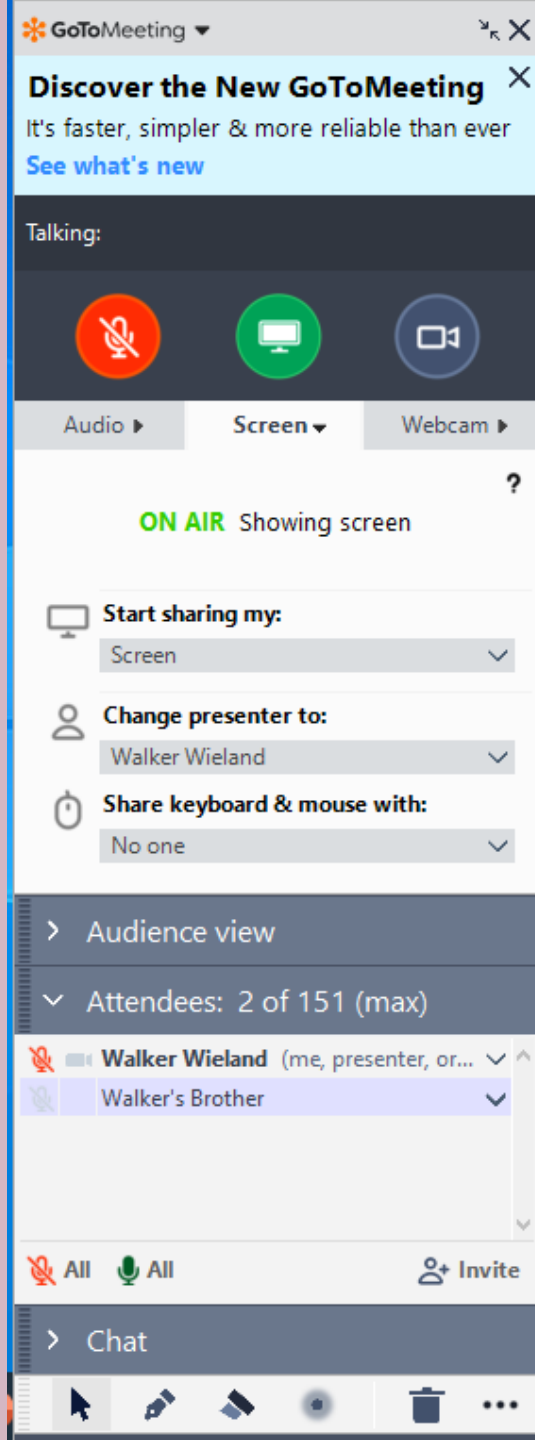 GoToMeeting
Discover the New GoToMeeting
It's faster, simpler & more reliable than ever
See what's new
Talking:
Audio Screen Webcam
?
ON AIR Showing screen
Start sharing my:
Screen
Change presenter to:
Walker Wieland
Share keyboard & mouse with:
No one
Audience view
Attendees: 2 of 151 (max)
Walker Wieland (me, presenter, or...
Walker's Brother
All All Invite
Chat